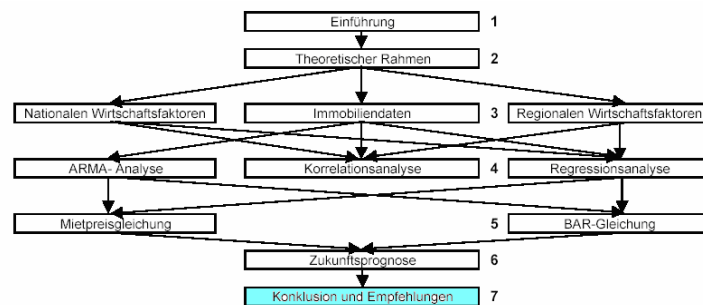 Einführung 1
Theoretischer Rahmen 2
Nationalen Wirtschaftsfaktoren Immobiliendaten 3 Regionalen Wirtschaftsfaktoren
ARMA- Analyse Korrelationsanalyse 4 Regressionsanalyse
Mietpreisgleichung 5 BAR-Gleichung
Zukunftsprognose 6
Konklusion und Empfehlungen 7